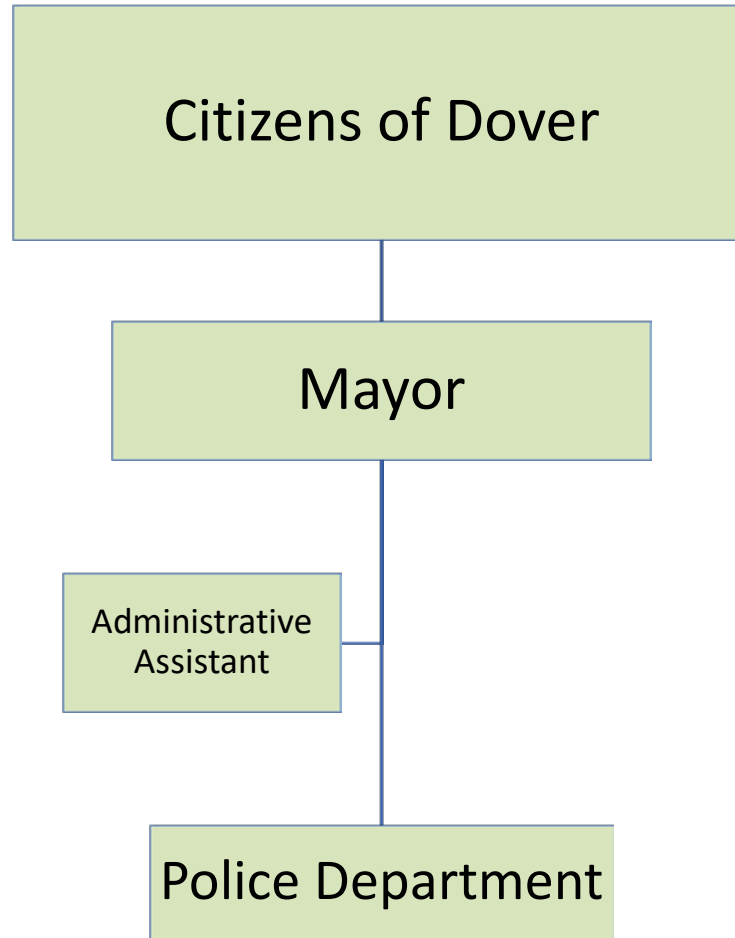 Citizens of Dover
Mayor
Administrative
Assistant
Police Department